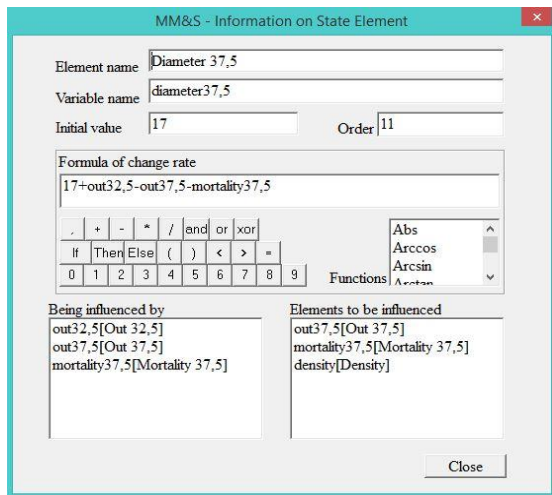 MM&S - Information on State Element
×
Element name Diameter 37,5
Variable name diameter37,5
Initial value 17 Order 11
Formula of change rate
17+out32,5-out37,5-mortality37,5
, + - * / and or xor
If Then Else ( ) < > =
0 1 2 3 4 5 6 7 8 9
Functions
Abs
Arccos
Arcsin
Arctan
Being influenced by
out32,5[Out 32,5]
out37,5[Out 37,5]
mortality37,5[Mortality 37,5]
Elements to be influenced
out37,5[Out 37,5]
mortality37,5[Mortality 37,5]
density[Density]
Close